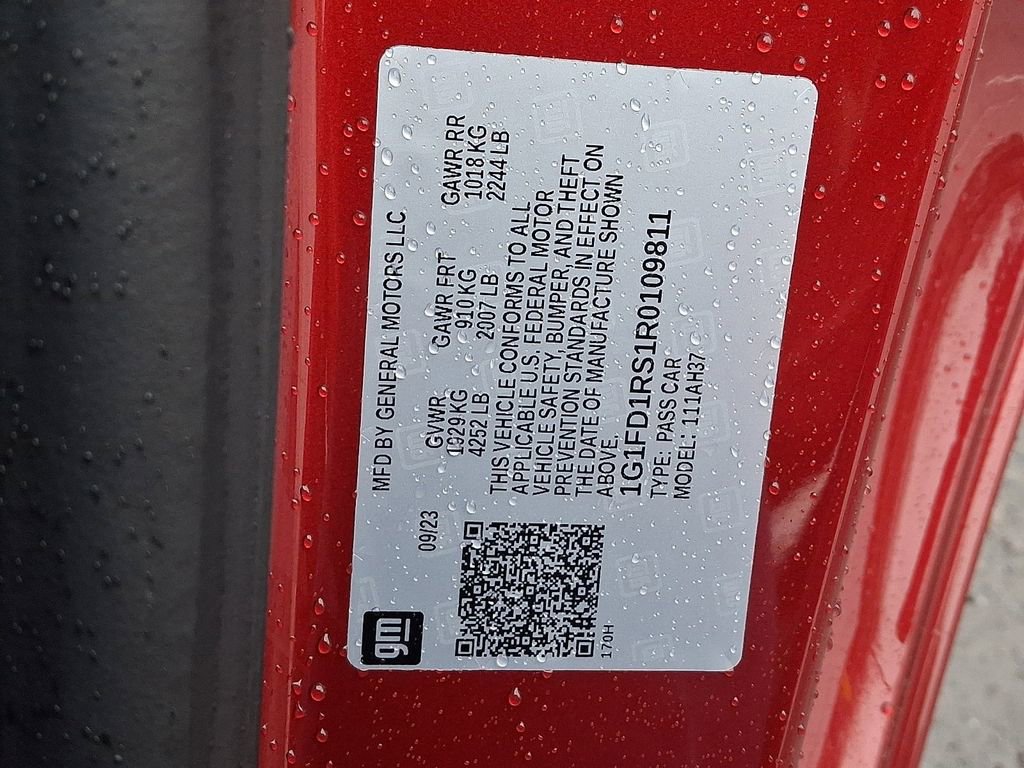 gm
MFD BY GENERAL MOTORS LLC.
09/23
GVWR GAWR FRT GAWR RR
1929 KG 910 KG 1018 KG
4252 LB 2007 LB 2244 LB
THIS VEHICLE CONFORMS TO ALL
APPLICABLE U.S. FEDERAL MOTOR
VEHICLE SAFETY, BUMPER, AND THEFT
PREVENTION STANDARDS IN EFFECT ON
THE DATE OF MANUFACTURE SHOWN
ABOVE.
1G1FD1RS1R0109811
TYPE: PASS CAR
MODEL: 111AH37
170H